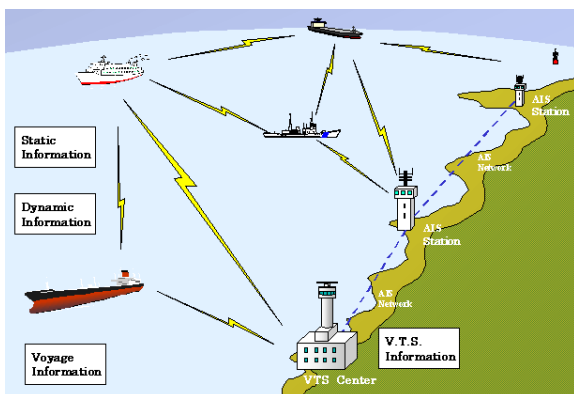 AIS
Station
Static
Information
AIS
Network
Dynamic
Information
AIS
Station
AIS
Network
Voyage
Information
V.T.S.
Information
VTS Center